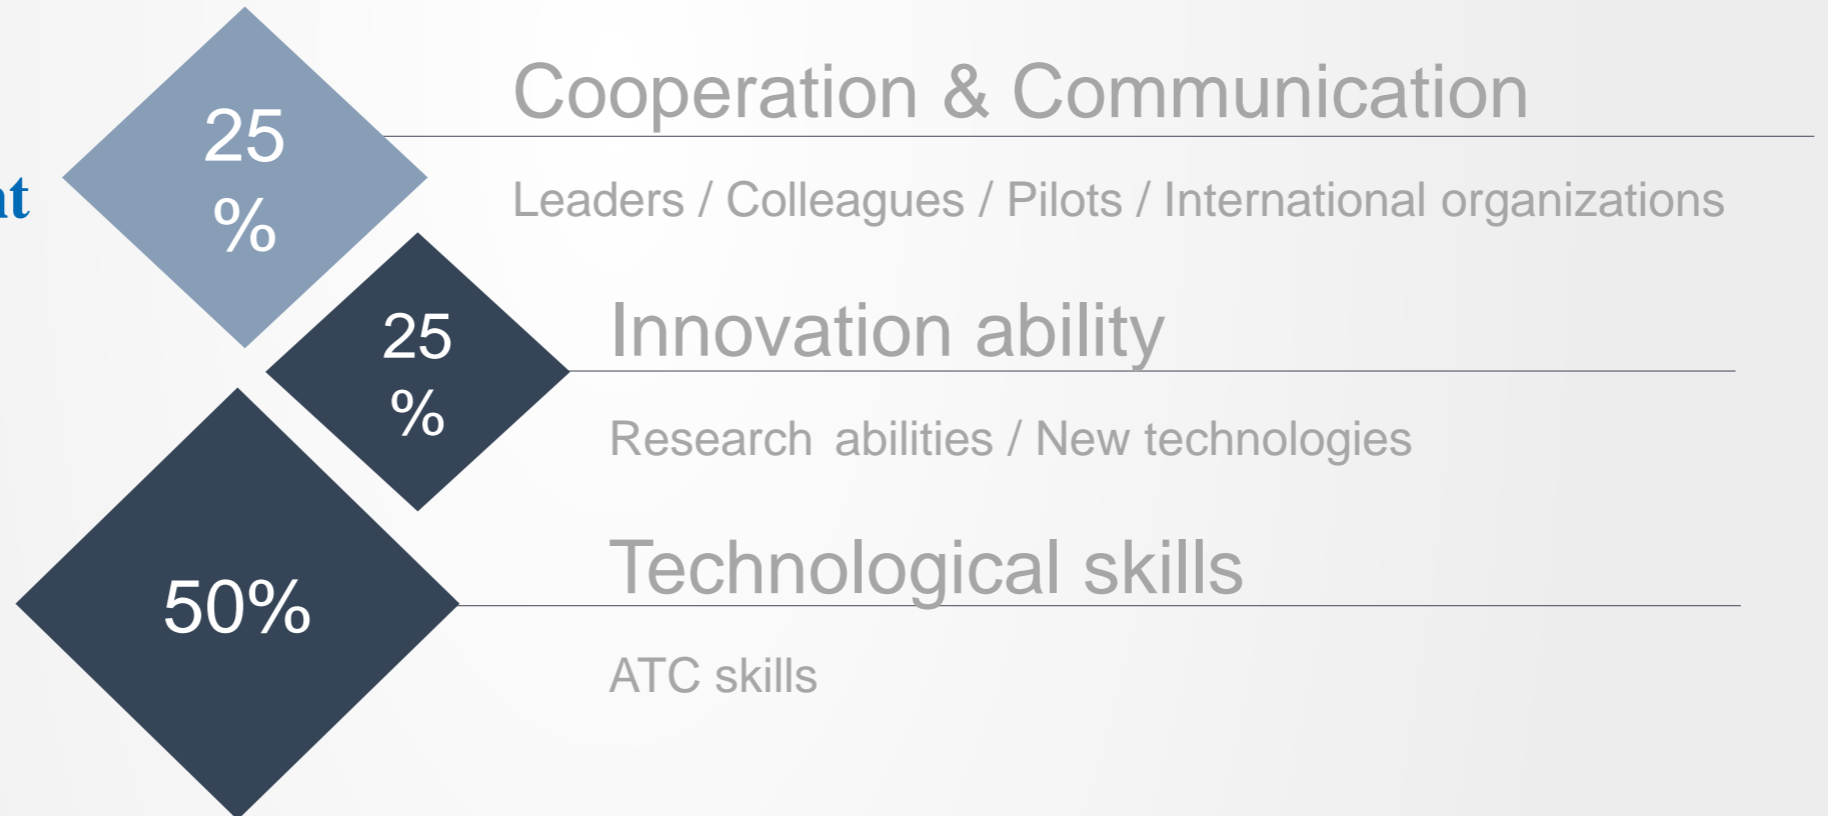 25
%
Cooperation & Communication
Leaders / Colleagues / Pilots / International organizations
25
%
Innovation ability
Research abilities / New technologies
50%
Technological skills
ATC skills